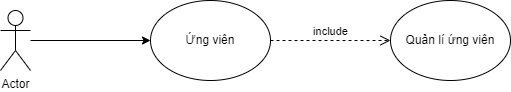 include
Ứng viên
Quản lí ứng viên
Actor